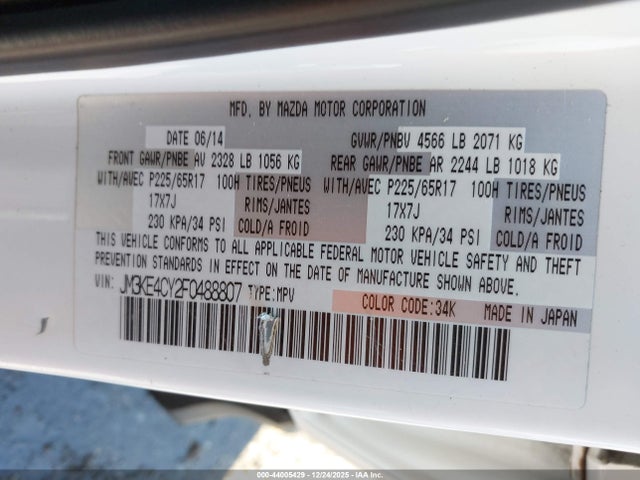 MFD. BY MAZDA MOTOR CORPORATION
DATE 06/14 GVWR/PNBV 4566 LB 2071 KG
FRONT GAWR/PNBE AV 2328 LB 1056 KG REAR GAWR/PNBE AR 2244 LB 1018 KG
WITH/AVEC P225/65R17 100H TIRES/PNEUS WITH/AVEC P225/65R17 100H TIRES/PNEUS
17X7J RIMS/JANTES 17X7J RIMS/JANTES
230 KPA/34 PSI COLD/A FROID 230 KPA/34 PSI COLD/A FROID
THIS VEHICLE CONFORMS TO ALL APPLICABLE FEDERAL MOTOR VEHICLE SAFETY AND THEFT
PREVENTION STANDARDS IN EFFECT ON THE DATE OF MANUFACTURE SHOWN ABOVE.
VIN: JM3KE4CY2F0488807 TYPE:MPV COLOR CODE:34K MADE IN JAPAN
000-44005429 - 12/24/2025 - IAAI.com